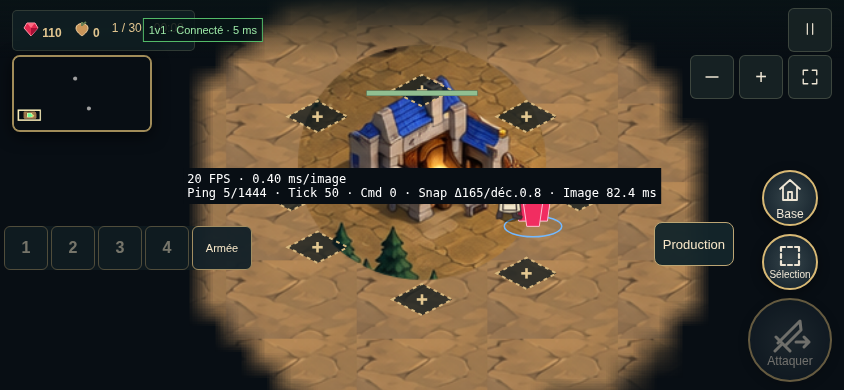 110 0 1 / 30
1v1 · Connecté · 5 ms
20 FPS · 0.40 ms/image
Ping 5/1444 · Tick 50 · Cmd 0 · Snap Δ165/déc.0.8 · Image 82.4 ms
Base
1 2 3 4 Armée
Production
Sélection
Attaquer